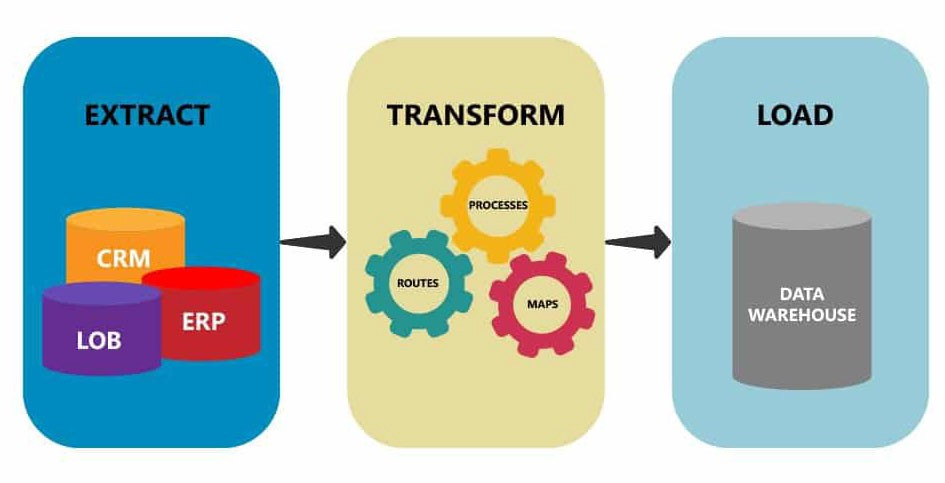 EXTRACT
CRM
LOB
ERP
TRANSFORM
PROCESSES
ROUTES
MAPS
LOAD
DATA
WAREHOUSE